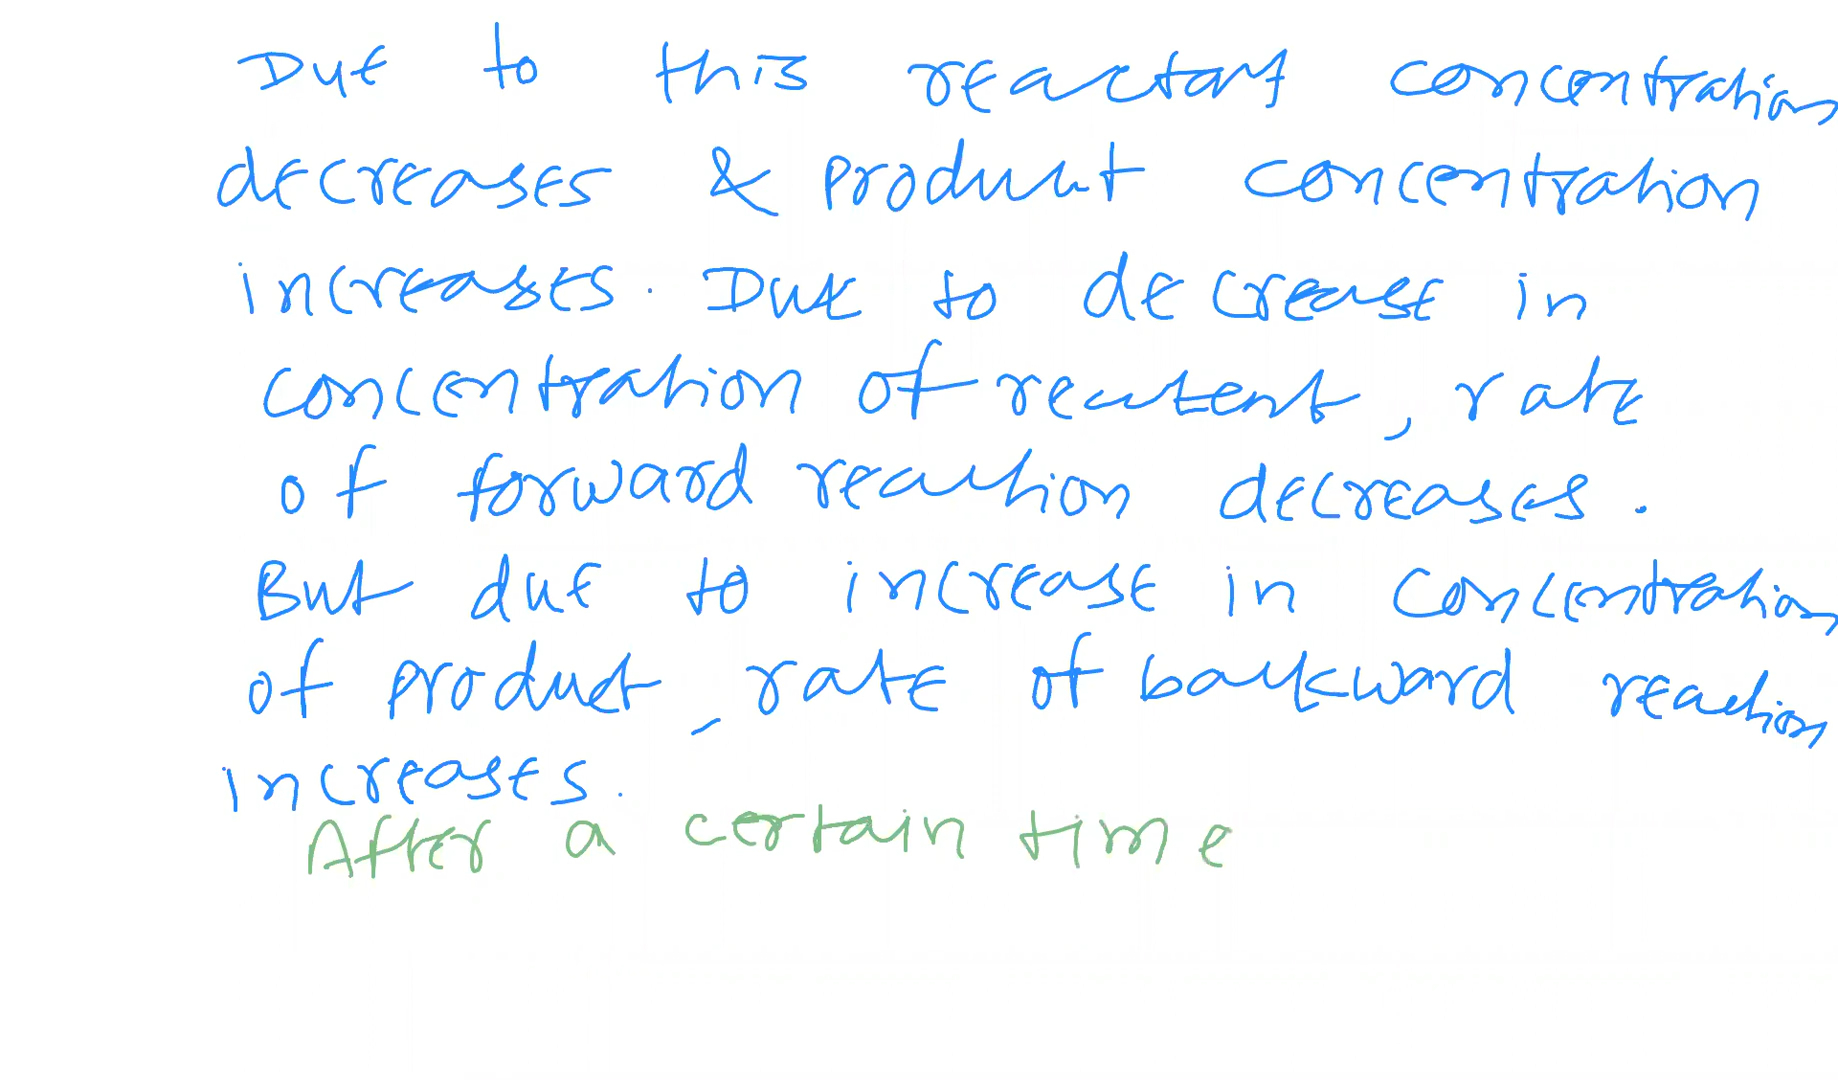 Due to this reactant concentration
decreases & product concentration
increases. Due to decrease in
concentration of reactent, rate
of forward reaction decreases.
But due to increase in concentration
of product, rate of backward reaction
increases.
After a certain time